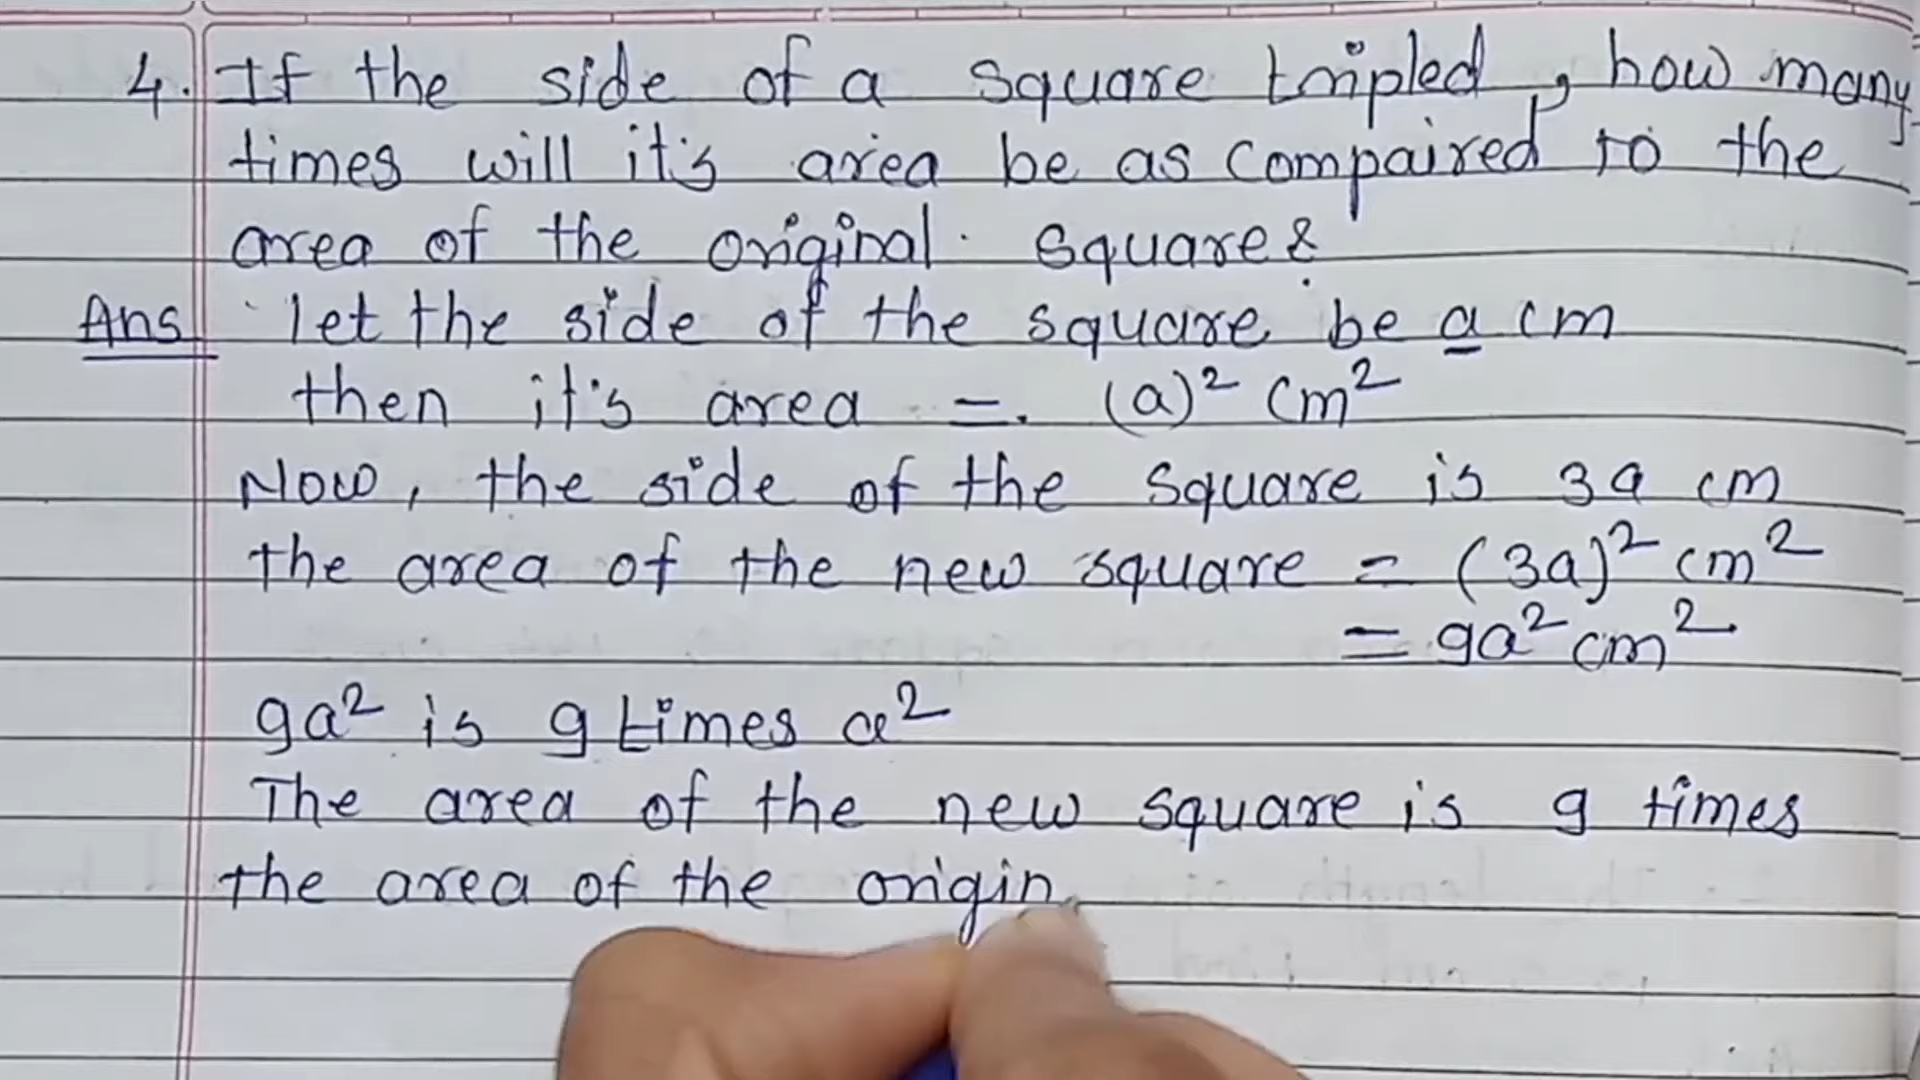 4. If the side of a square tripled, how many
times will it's area be as compaired to the
area of the original square?
Ans let the side of the square be a cm
then it's area = (a)² cm²
Now, the side of the square is 3a cm
the area of the new square = (3a)² cm²
= 9a² cm²
9a² is 9 times a²
The area of the new square is 9 times
the area of the origin